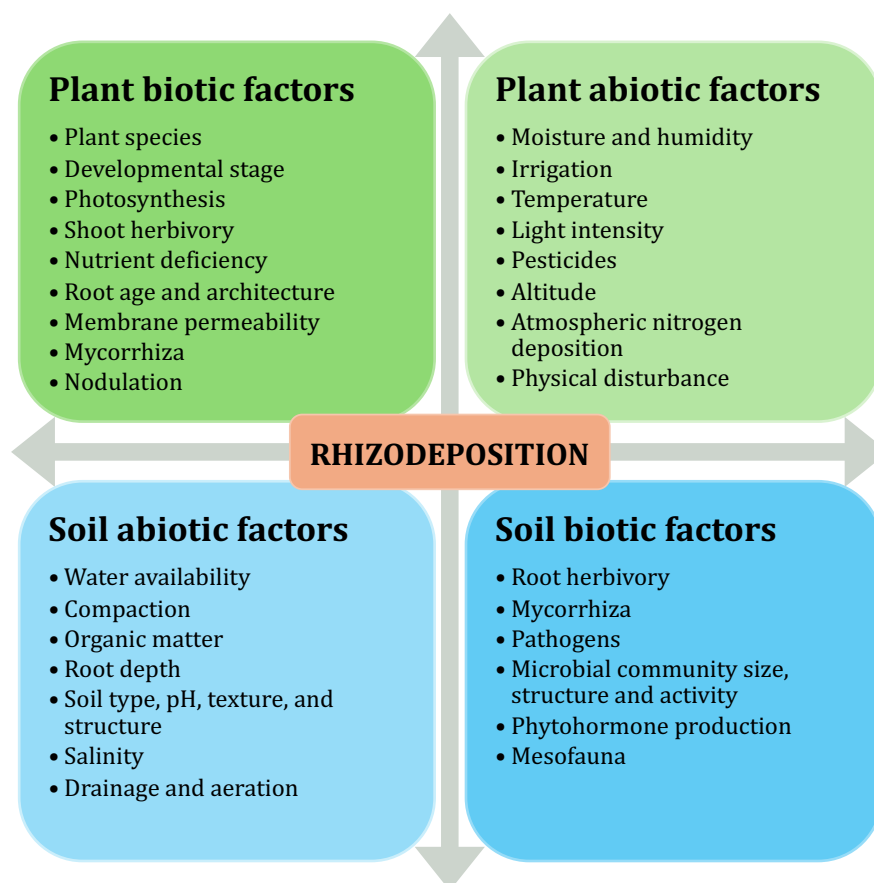 Plant biotic factors
• Plant species
• Developmental stage
• Photosynthesis
• Shoot herbivory
• Nutrient deficiency
• Root age and architecture
• Membrane permeability
• Mycorrhiza
• Nodulation
Plant abiotic factors
• Moisture and humidity
• Irrigation
• Temperature
• Light intensity
• Pesticides
• Altitude
• Atmospheric nitrogen
deposition
• Physical disturbance
RHIZODEPOSITION
Soil abiotic factors
• Water availability
• Compaction
• Organic matter
• Root depth
• Soil type, pH, texture, and
structure
• Salinity
• Drainage and aeration
Soil biotic factors
• Root herbivory
• Mycorrhiza
• Pathogens
• Microbial community size,
structure and activity
• Phytohormone production
• Mesofauna